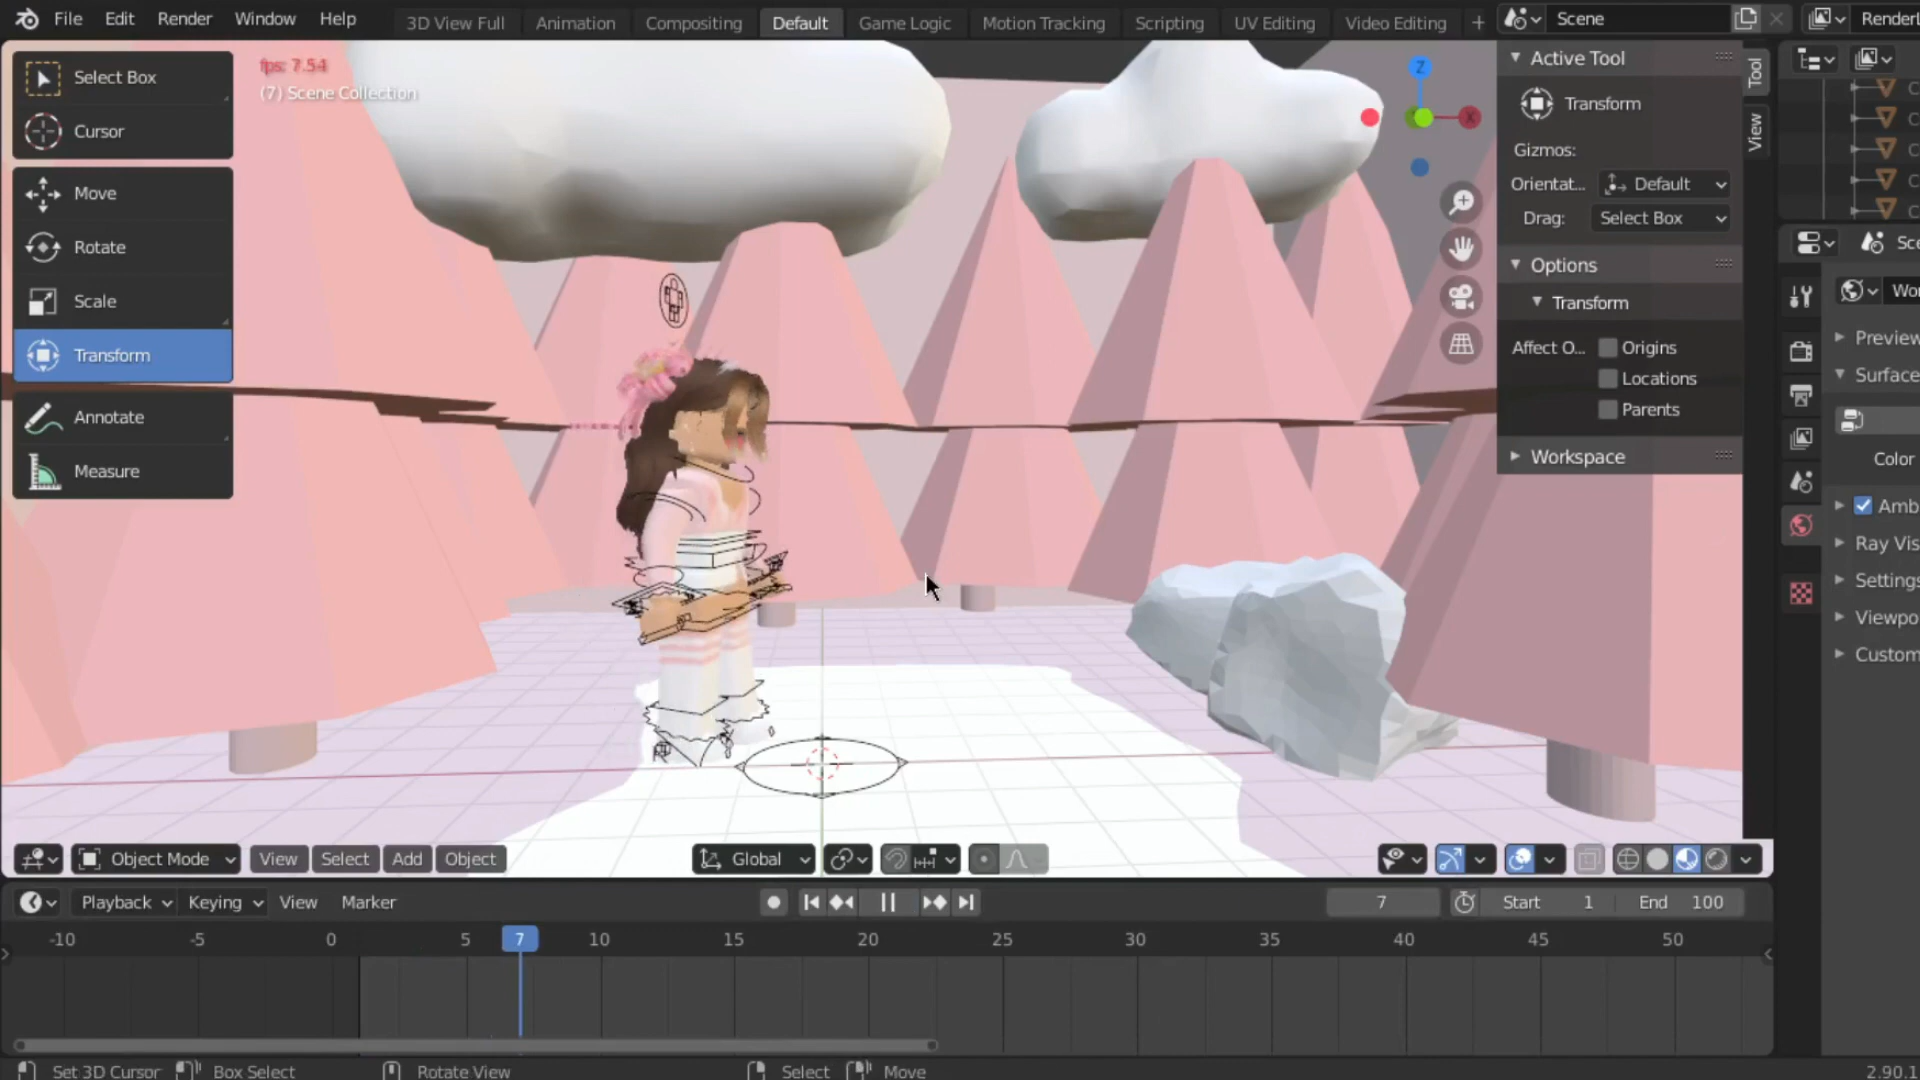 File Edit Render Window Help 3D View Full Animation Compositing Default Game Logic Motion Tracking Scripting UV Editing Video Editing + Scene
Select Box
Cursor
Move
Rotate
Scale
Transform
Annotate
Measure
fps: 7.54
(7) Scene Collection
Z
X
Active Tool
Transform
Gizmos:
Orientat... Default
Drag: Select Box
Options
Transform
Affect O... Origins
Locations
Parents
Workspace
Tool
View
Preview
Surface
Color
Settings
Object Mode View Select Add Object Global
Playback Keying View Marker 7 Start 1 End 100
-10 -5 0 5 7 10 15 20 25 30 35 40 45 50
Set 3D Cursor Box Select Rotate View Select Move 2.90.1